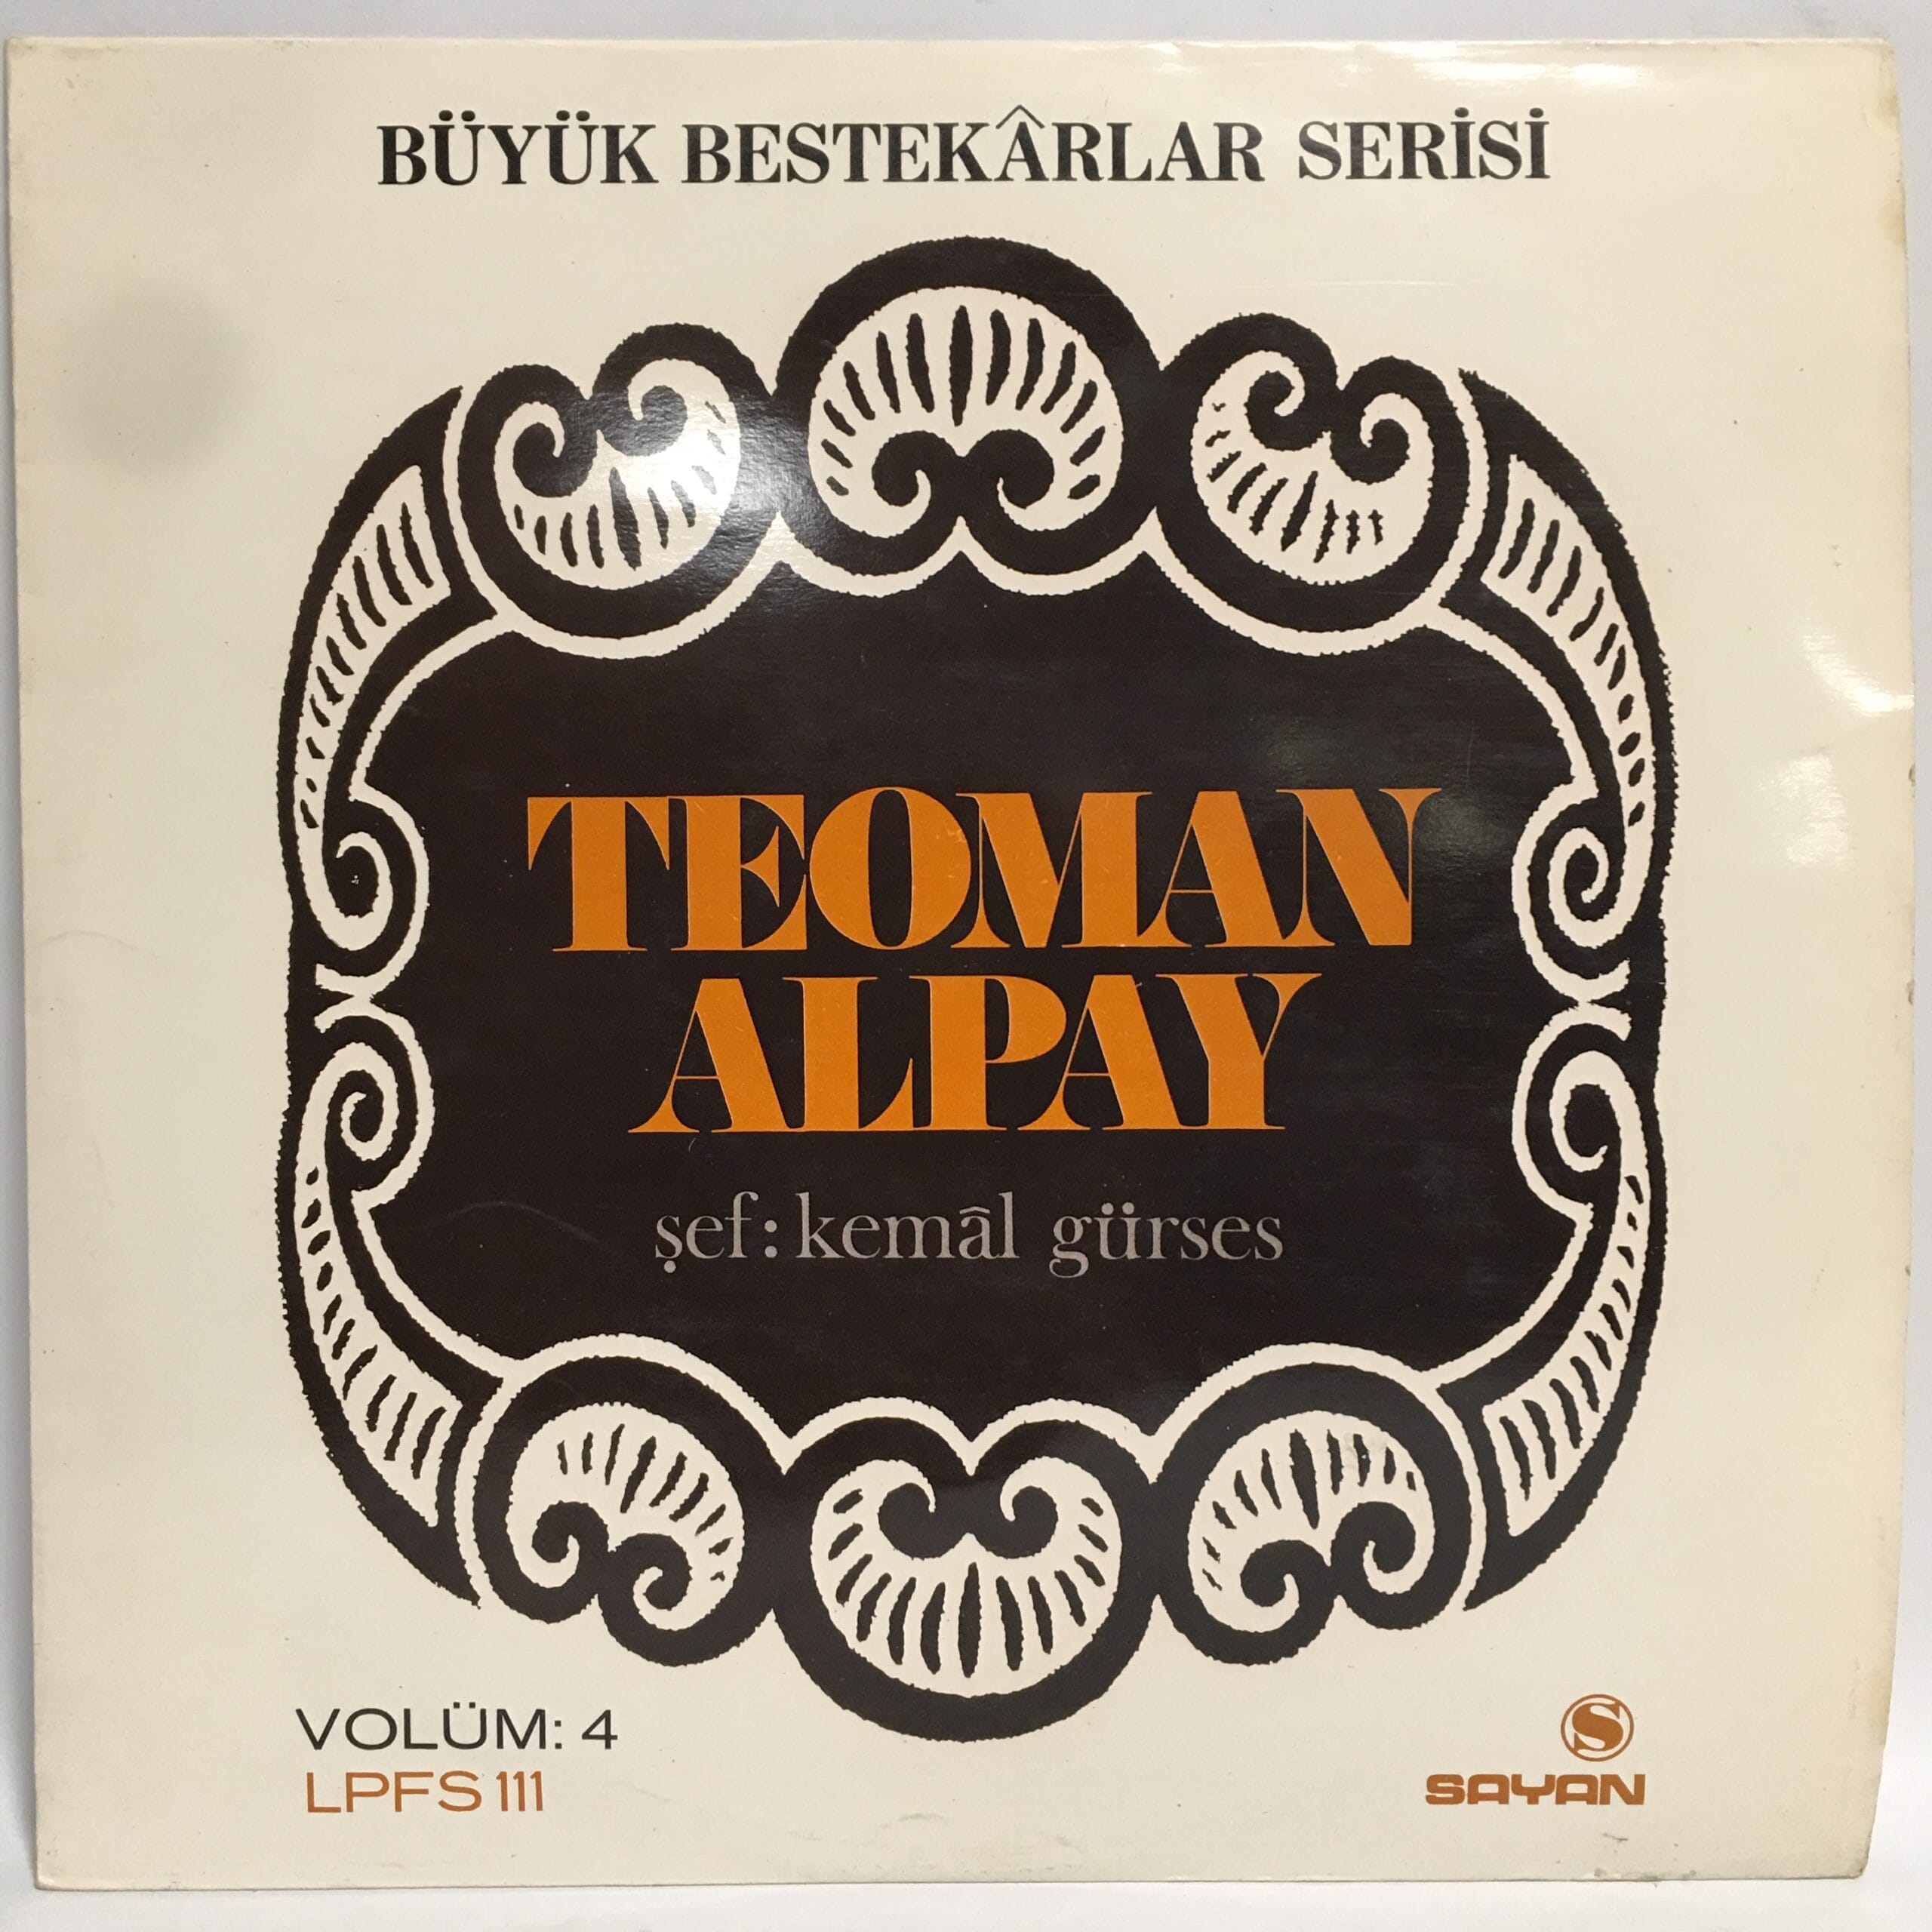 BÜYÜK BESTEKÂRLAR SERİSİ
TEOMAN
ALPAY
şef: kemâl gürses
VOLÜM: 4
LPFS 111
S
SAYAN